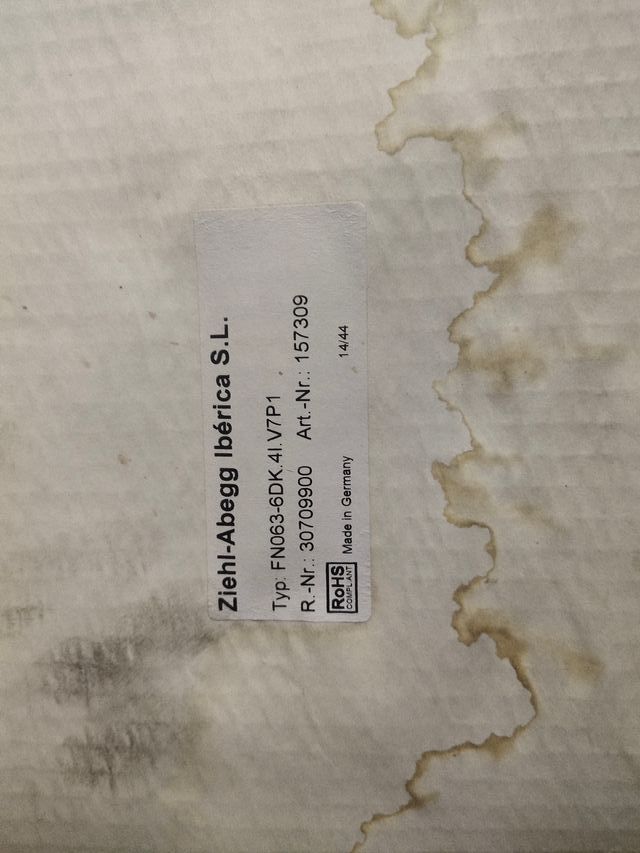 Ziehl-Abegg Ibérica S.L.
Typ: FN063-6DK.4I.V7P1
R.-Nr.: 30709900 Art.-Nr.: 157309
RoHS Made in Germany 14/44
COMPLIANT